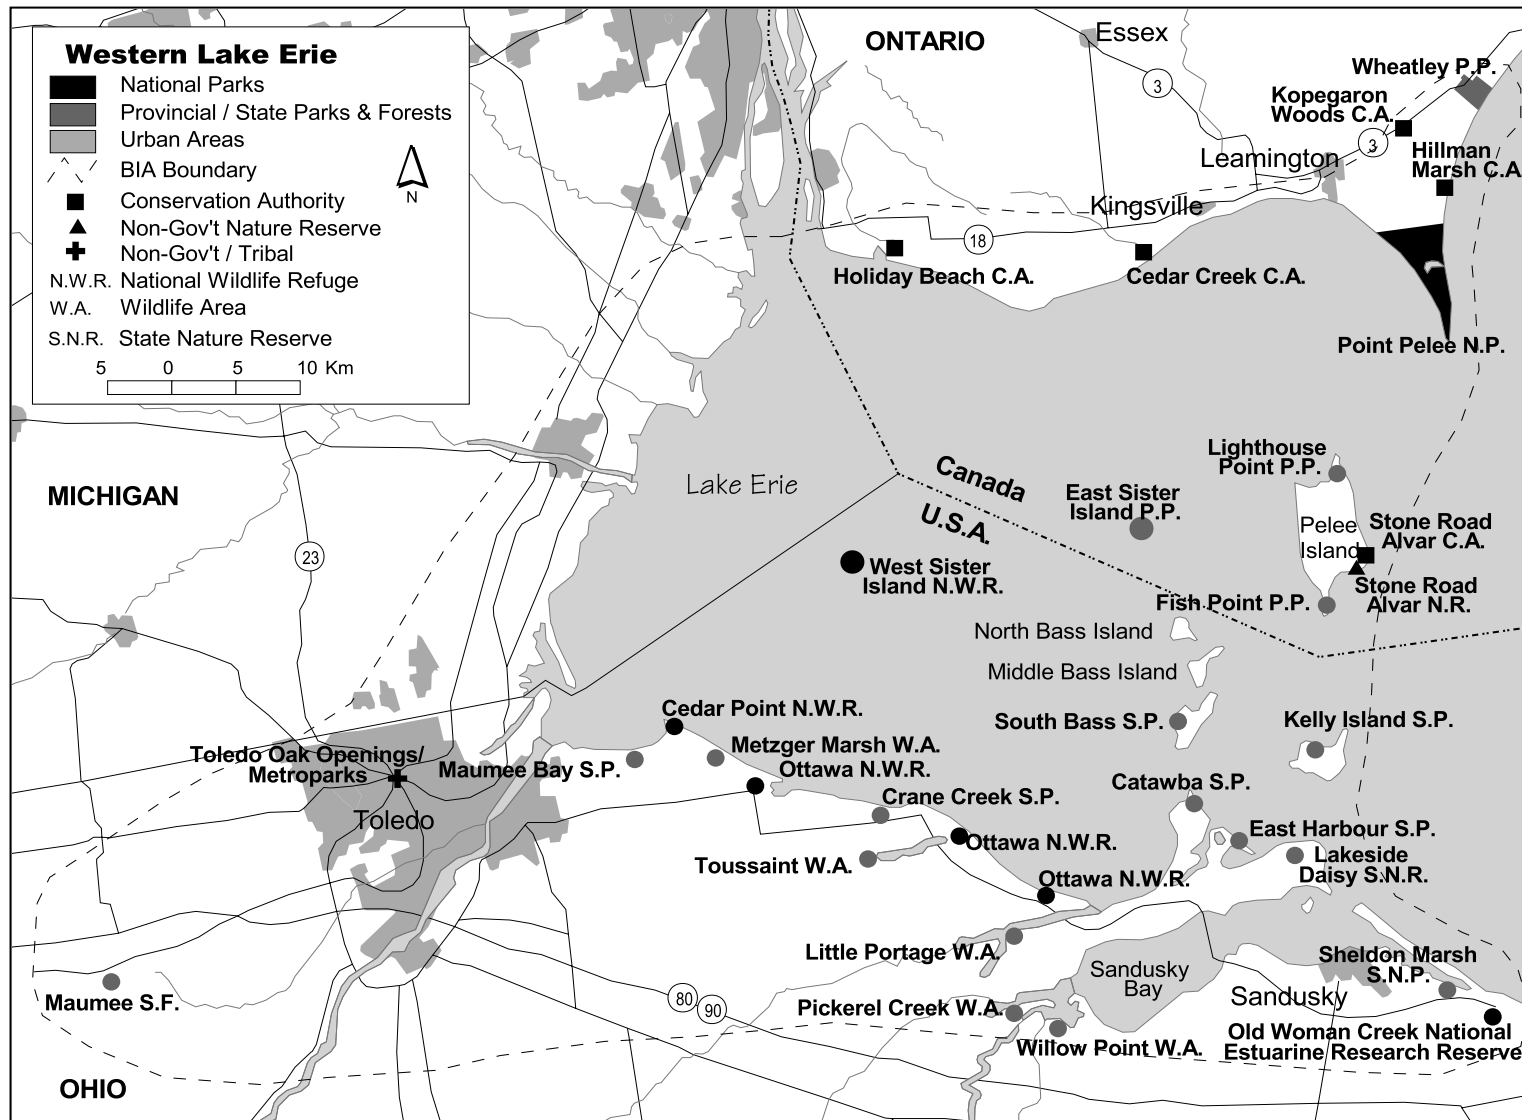 Western Lake Erie
National Parks
Provincial / State Parks & Forests
Urban Areas
BIA Boundary
Conservation Authority
Non-Gov't Nature Reserve
Non-Gov't / Tribal
N.W.R. National Wildlife Refuge
W.A. Wildlife Area
S.N.R. State Nature Reserve
5 0 5 10 Km
N
ONTARIO
Essex
3
Wheatley P.P.
Kopegaron
Woods C.A.
3
Hillman
Marsh C.A
Leamington
Kingsville
18
Holiday Beach C.A.
Cedar Creek C.A.
Point Pelee N.P.
MICHIGAN
Lake Erie
Canada
U.S.A.
Lighthouse
Point P.P.
East Sister
Island P.P.
Pelee
Island
Stone Road
Alvar C.A.
23
West Sister
Island N.W.R.
Stone Road
Alvar N.R.
Fish Point P.P.
North Bass Island
Middle Bass Island
Cedar Point N.W.R.
South Bass S.P.
Kelly Island S.P.
Toledo Oak Openings/
Metroparks
Maumee Bay S.P.
Metzger Marsh W.A.
Ottawa N.W.R.
Catawba S.P.
Crane Creek S.P.
Toledo
East Harbour S.P.
Ottawa N.W.R.
Lakeside
Daisy S.N.R.
Toussaint W.A.
Ottawa N.W.R.
Little Portage W.A.
Sheldon Marsh
S.N.P.
Sandusky
Bay
Maumee S.F.
80
90
Sandusky
Pickerel Creek W.A.
Old Woman Creek National
Estuarine Research Reserve
Willow Point W.A.
OHIO